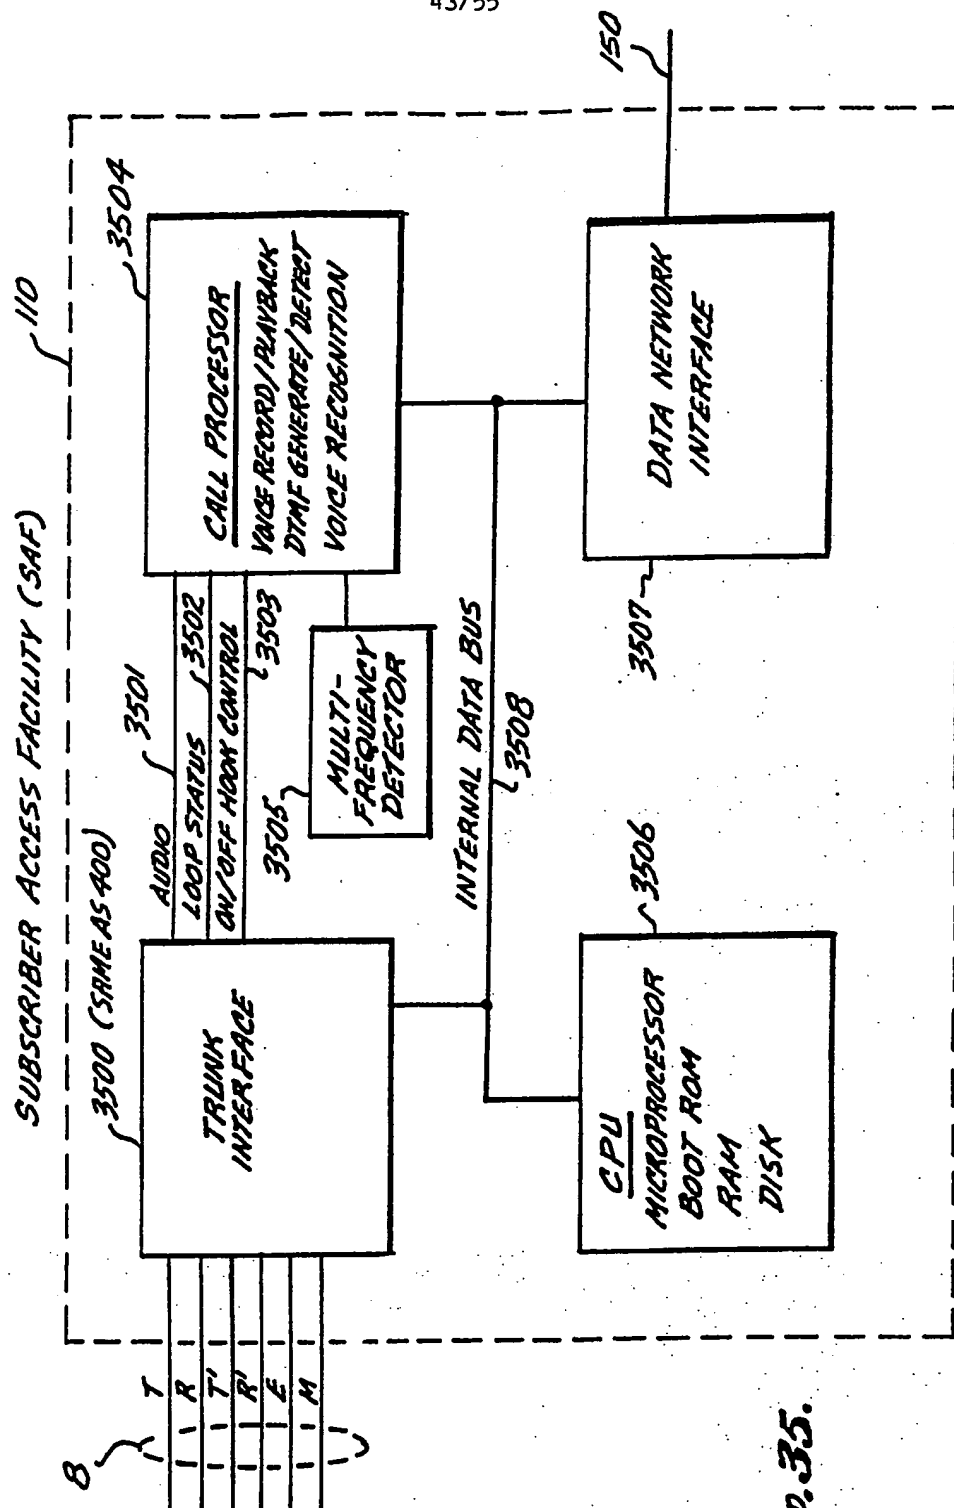 43/55
SUBSCRIBER ACCESS FACILITY (SAF)
110
3500 (SAME AS 400)
TRUNK
INTERFACE
8
T
R
T'
R'
E
M
AUDIO
3501
LOOP STATUS
3502
ON/OFF HOOK CONTROL
3503
3504
CALL PROCESSOR
VOICE RECORD/PLAYBACK
DTMF GENERATE/DETECT
VOICE RECOGNITION
3505
MULTI-
FREQUENCY
DETECTOR
INTERNAL DATA BUS
3508
3506
CPU
MICROPROCESSOR
BOOT ROM
RAM
DISK
3507
DATA NETWORK
INTERFACE
150
35.